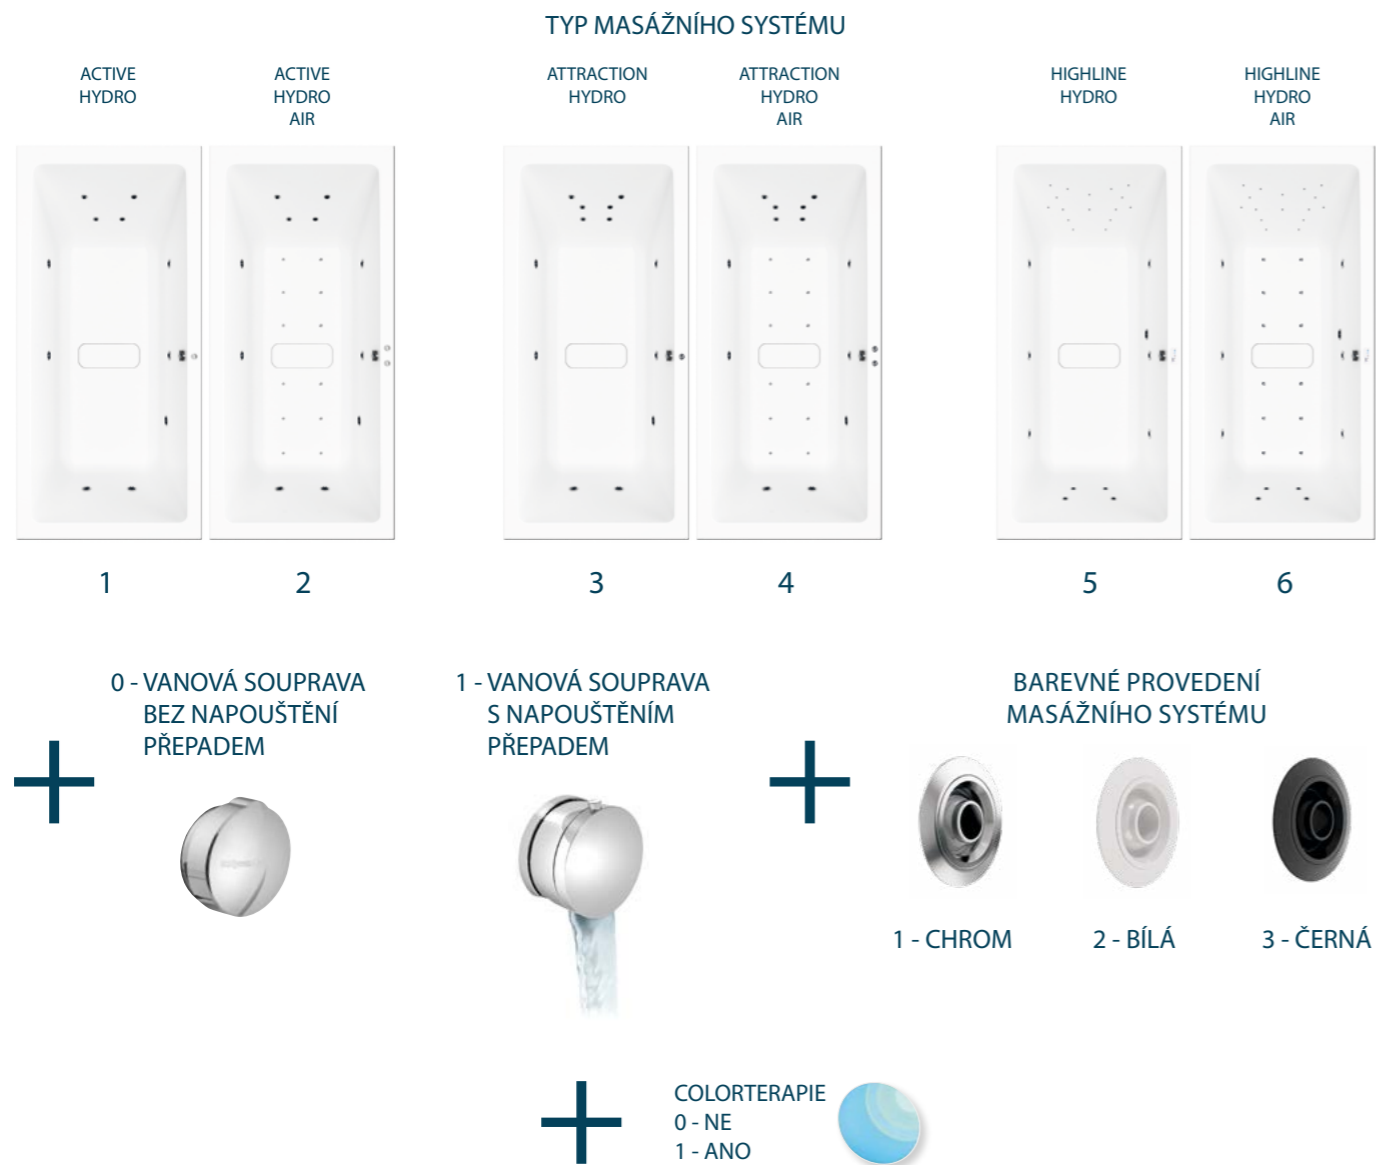 TYP MASÁŽNÍHO SYSTÉMU
ACTIVE
HYDRO
ACTIVE
HYDRO
AIR
ATTRACTION
HYDRO
ATTRACTION
HYDRO
AIR
HIGHLINE
HYDRO
HIGHLINE
HYDRO
AIR
1
2
3
4
5
6
0 - VANOVÁ SOUPRAVA
BEZ NAPOUŠTĚNÍ
PŘEPADEM
1 - VANOVÁ SOUPRAVA
S NAPOUŠTĚNÍM
PŘEPADEM
BAREVNÉ PROVEDENÍ
MASÁŽNÍHO SYSTÉMU
1 - CHROM
2 - BÍLÁ
3 - ČERNÁ
COLORTERAPIE
0 - NE
1 - ANO